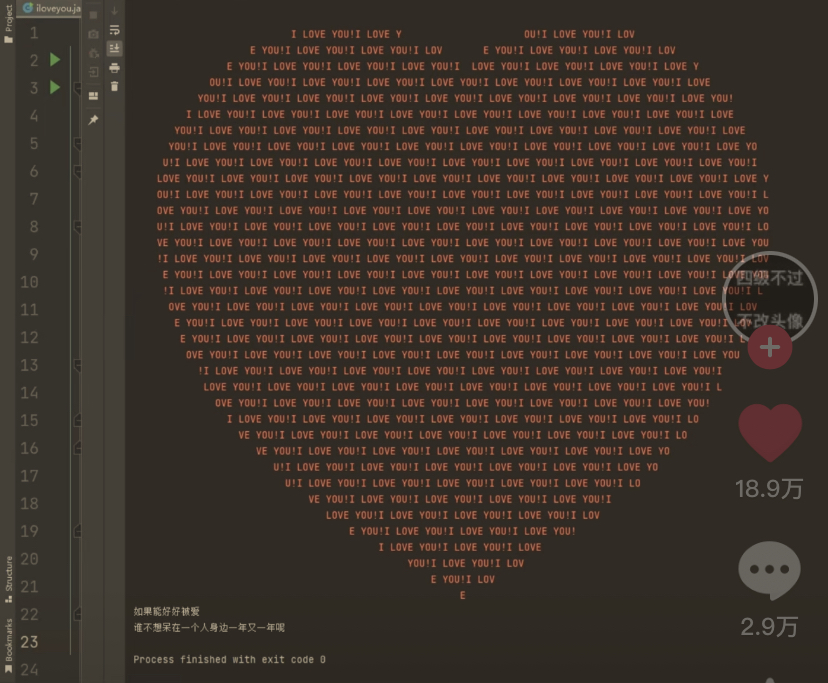 Project
iloveyou.ja
1
2
3
4
5
6
7
8
9
10
11
12
13
14
15
16
17
18
19
20
21
22
23
24
Structure
Bookmarks
I LOVE YOU!I LOVE Y OU!I LOVE YOU!I LOV
E YOU!I LOVE YOU!I LOVE YOU!I LOV E YOU!I LOVE YOU!I LOVE YOU!I LOV
E YOU!I LOVE YOU!I LOVE YOU!I LOVE YOU!I LOVE YOU!I LOVE YOU!I LOVE YOU!I LOVE Y
OU!I LOVE YOU!I LOVE YOU!I LOVE YOU!I LOVE YOU!I LOVE YOU!I LOVE YOU!I LOVE YOU!I LOVE
YOU!I LOVE YOU!I LOVE YOU!I LOVE YOU!I LOVE YOU!I LOVE YOU!I LOVE YOU!I LOVE YOU!I LOVE YOU!
I LOVE YOU!I LOVE YOU!I LOVE YOU!I LOVE YOU!I LOVE YOU!I LOVE YOU!I LOVE YOU!I LOVE YOU!I LOVE
YOU!I LOVE YOU!I LOVE YOU!I LOVE YOU!I LOVE YOU!I LOVE YOU!I LOVE YOU!I LOVE YOU!I LOVE YOU!I LOVE
YOU!I LOVE YOU!I LOVE YOU!I LOVE YOU!I LOVE YOU!I LOVE YOU!I LOVE YOU!I LOVE YOU!I LOVE YOU!I LOVE YO
U!I LOVE YOU!I LOVE YOU!I LOVE YOU!I LOVE YOU!I LOVE YOU!I LOVE YOU!I LOVE YOU!I LOVE YOU!I LOVE YOU!I
LOVE YOU!I LOVE YOU!I LOVE YOU!I LOVE YOU!I LOVE YOU!I LOVE YOU!I LOVE YOU!I LOVE YOU!I LOVE YOU!I LOVE Y
OU!I LOVE YOU!I LOVE YOU!I LOVE YOU!I LOVE YOU!I LOVE YOU!I LOVE YOU!I LOVE YOU!I LOVE YOU!I LOVE YOU!I L
OVE YOU!I LOVE YOU!I LOVE YOU!I LOVE YOU!I LOVE YOU!I LOVE YOU!I LOVE YOU!I LOVE YOU!I LOVE YOU!I LOVE YO
U!I LOVE YOU!I LOVE YOU!I LOVE YOU!I LOVE YOU!I LOVE YOU!I LOVE YOU!I LOVE YOU!I LOVE YOU!I LOVE YOU!I LO
VE YOU!I LOVE YOU!I LOVE YOU!I LOVE YOU!I LOVE YOU!I LOVE YOU!I LOVE YOU!I LOVE YOU!I LOVE YOU!I LOVE YOU
!I LOVE YOU!I LOVE YOU!I LOVE YOU!I LOVE YOU!I LOVE YOU!I LOVE YOU!I LOVE YOU!I LOVE YOU!I LOVE YOU!I LOV
E YOU!I LOVE YOU!I LOVE YOU!I LOVE YOU!I LOVE YOU!I LOVE YOU!I LOVE YOU!I LOVE YOU!I LOVE YOU!I LOVE YOU
!I LOVE YOU!I LOVE YOU!I LOVE YOU!I LOVE YOU!I LOVE YOU!I LOVE YOU!I LOVE YOU!I LOVE YOU!I LOVE YOU!I L
OVE YOU!I LOVE YOU!I LOVE YOU!I LOVE YOU!I LOVE YOU!I LOVE YOU!I LOVE YOU!I LOVE YOU!I LOVE YOU!I LOV
E YOU!I LOVE YOU!I LOVE YOU!I LOVE YOU!I LOVE YOU!I LOVE YOU!I LOVE YOU!I LOVE YOU!I LOVE YOU!I LOV
E YOU!I LOVE YOU!I LOVE YOU!I LOVE YOU!I LOVE YOU!I LOVE YOU!I LOVE YOU!I LOVE YOU!I LOVE YOU!I L
OVE YOU!I LOVE YOU!I LOVE YOU!I LOVE YOU!I LOVE YOU!I LOVE YOU!I LOVE YOU!I LOVE YOU!I LOVE YOU
!I LOVE YOU!I LOVE YOU!I LOVE YOU!I LOVE YOU!I LOVE YOU!I LOVE YOU!I LOVE YOU!I LOVE YOU!I
LOVE YOU!I LOVE YOU!I LOVE YOU!I LOVE YOU!I LOVE YOU!I LOVE YOU!I LOVE YOU!I LOVE YOU!I L
OVE YOU!I LOVE YOU!I LOVE YOU!I LOVE YOU!I LOVE YOU!I LOVE YOU!I LOVE YOU!I LOVE YOU!
I LOVE YOU!I LOVE YOU!I LOVE YOU!I LOVE YOU!I LOVE YOU!I LOVE YOU!I LOVE YOU!I LO
VE YOU!I LOVE YOU!I LOVE YOU!I LOVE YOU!I LOVE YOU!I LOVE YOU!I LOVE YOU!I LO
VE YOU!I LOVE YOU!I LOVE YOU!I LOVE YOU!I LOVE YOU!I LOVE YOU!I LOVE YO
U!I LOVE YOU!I LOVE YOU!I LOVE YOU!I LOVE YOU!I LOVE YOU!I LOVE YO
U!I LOVE YOU!I LOVE YOU!I LOVE YOU!I LOVE YOU!I LOVE YOU!I LO
VE YOU!I LOVE YOU!I LOVE YOU!I LOVE YOU!I LOVE YOU!I
LOVE YOU!I LOVE YOU!I LOVE YOU!I LOVE YOU!I LOV
E YOU!I LOVE YOU!I LOVE YOU!I LOVE YOU!
I LOVE YOU!I LOVE YOU!I LOVE
YOU!I LOVE YOU!I LOV
E YOU!I LOV
E
四级不过
不改头像
18.9万
2.9万
如果能好好被爱
谁不想呆在一个人身边一年又一年呢
Process finished with exit code 0